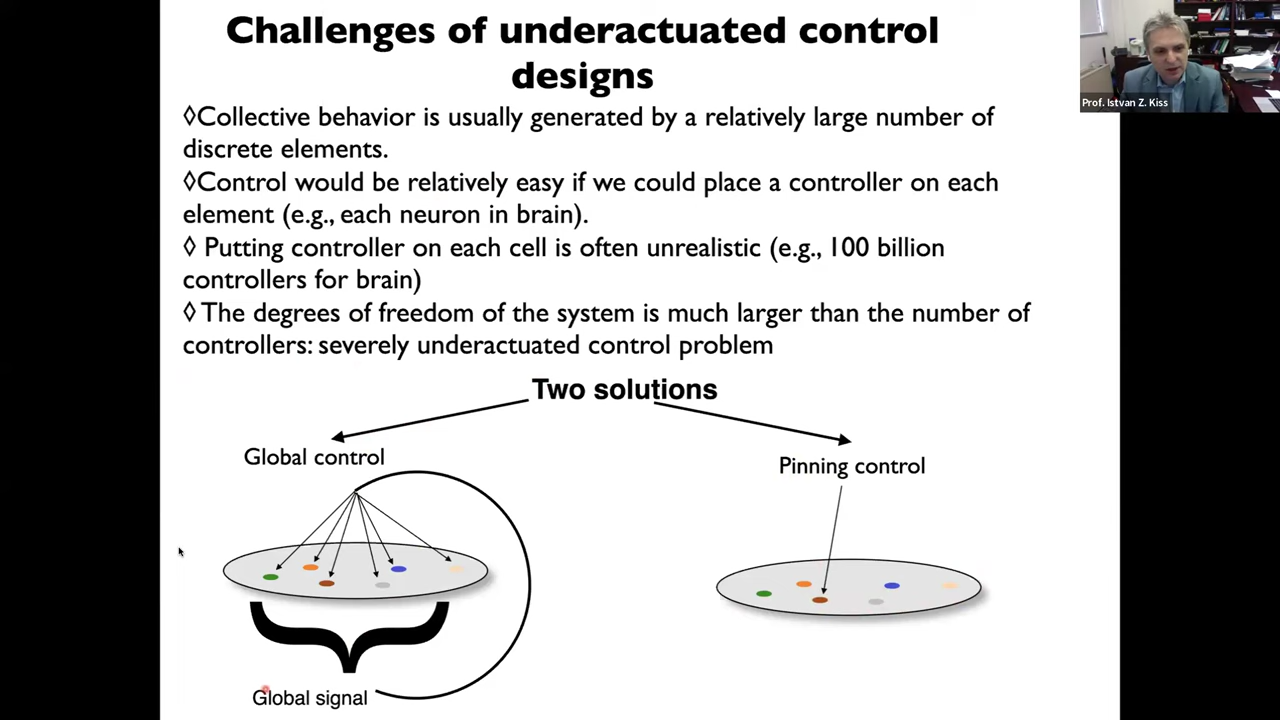 Challenges of underactuated control
designs
Prof. Istvan Z. Kiss
◊Collective behavior is usually generated by a relatively large number of
discrete elements.
◊Control would be relatively easy if we could place a controller on each
element (e.g., each neuron in brain).
◊ Putting controller on each cell is often unrealistic (e.g., 100 billion
controllers for brain)
◊ The degrees of freedom of the system is much larger than the number of
controllers: severely underactuated control problem
Two solutions
Global control
Pinning control
Global signal